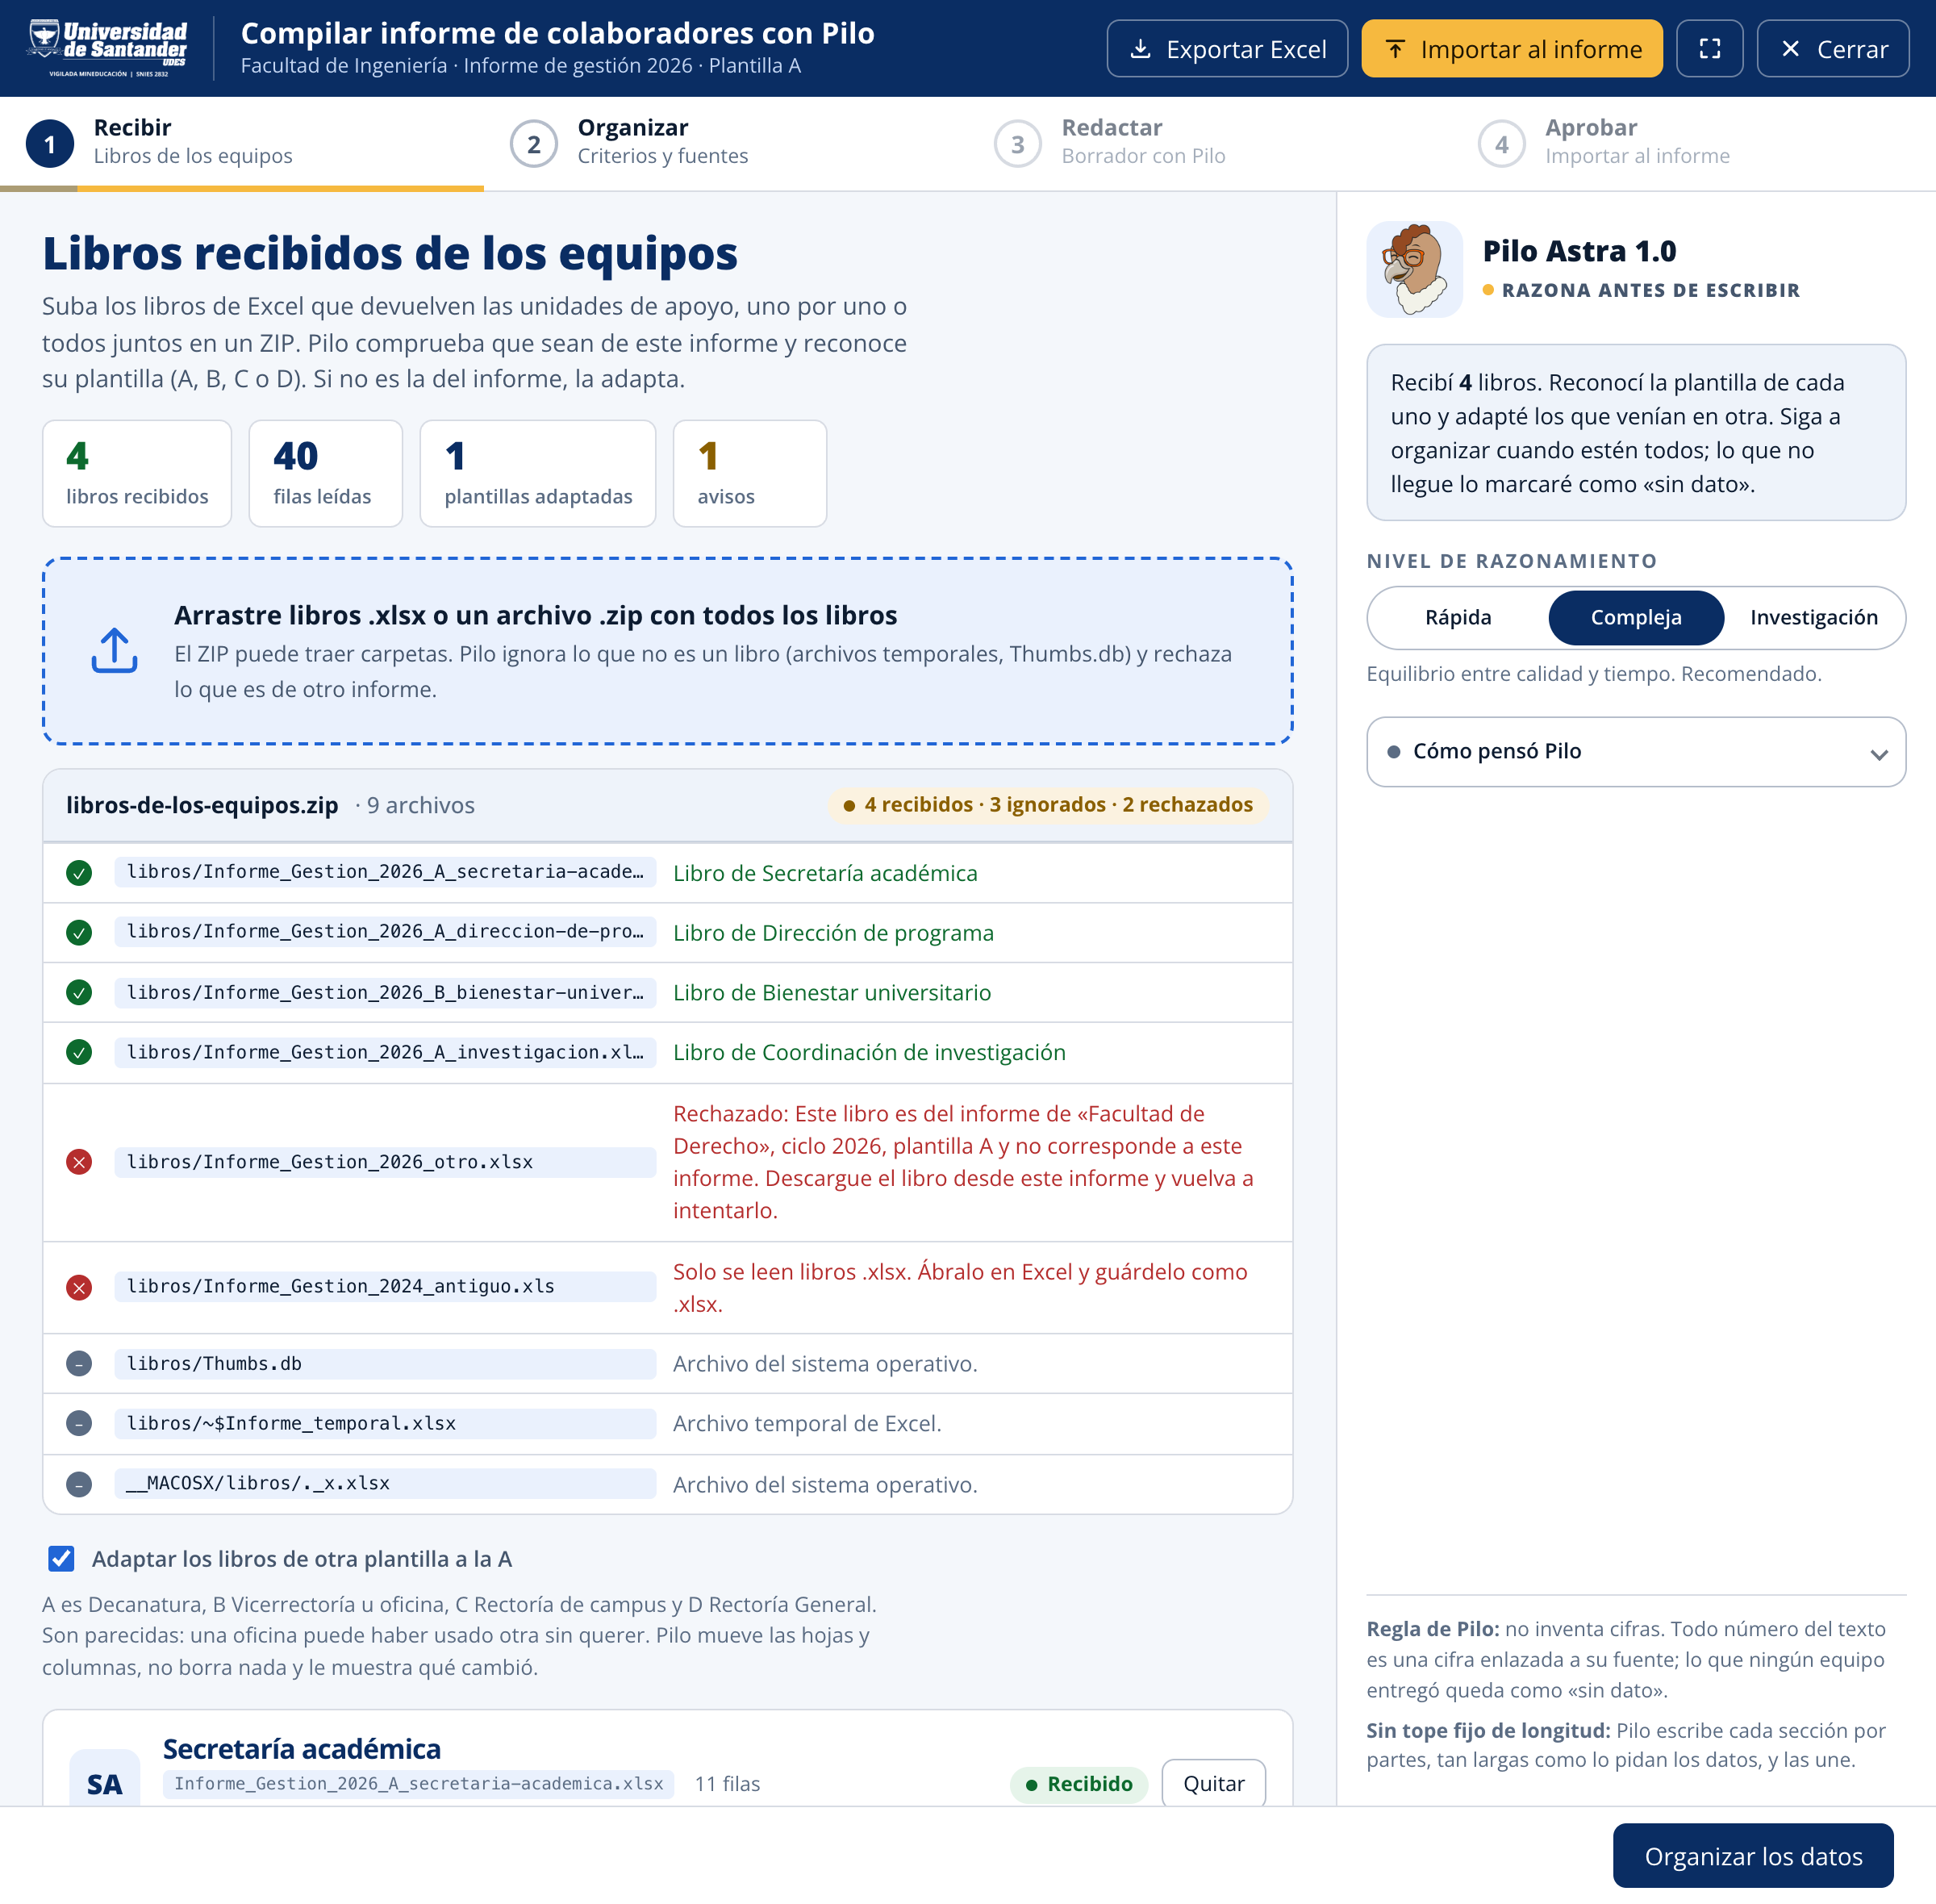 Universidad
de Santander
UDES
VIGILADA MINEDUCACIÓN | SNIES 2832
Compilar informe de colaboradores con Pilo
Facultad de Ingeniería · Informe de gestión 2026 · Plantilla A
Exportar Excel
Importar al informe
Cerrar
1
Recibir
Libros de los equipos
2
Organizar
Criterios y fuentes
3
Redactar
Borrador con Pilo
4
Aprobar
Importar al informe
Libros recibidos de los equipos
Suba los libros de Excel que devuelven las unidades de apoyo, uno por uno o
todos juntos en un ZIP. Pilo comprueba que sean de este informe y reconoce
su plantilla (A, B, C o D). Si no es la del informe, la adapta.
4
libros recibidos
40
filas leídas
1
plantillas adaptadas
1
avisos
Arrastre libros .xlsx o un archivo .zip con todos los libros
El ZIP puede traer carpetas. Pilo ignora lo que no es un libro (archivos temporales, Thumbs.db) y rechaza
lo que es de otro informe.
libros-de-los-equipos.zip · 9 archivos
4 recibidos · 3 ignorados · 2 rechazados
libros/Informe_Gestion_2026_A_secretaria-acade…
Libro de Secretaría académica
libros/Informe_Gestion_2026_A_direccion-de-pro…
Libro de Dirección de programa
libros/Informe_Gestion_2026_B_bienestar-univer…
Libro de Bienestar universitario
libros/Informe_Gestion_2026_A_investigacion.xl…
Libro de Coordinación de investigación
libros/Informe_Gestion_2026_otro.xlsx
Rechazado: Este libro es del informe de «Facultad de
Derecho», ciclo 2026, plantilla A y no corresponde a este
informe. Descargue el libro desde este informe y vuelva a
intentarlo.
libros/Informe_Gestion_2024_antiguo.xls
Solo se leen libros .xlsx. Ábralo en Excel y guárdelo como
.xlsx.
libros/Thumbs.db
Archivo del sistema operativo.
libros/~$Informe_temporal.xlsx
Archivo temporal de Excel.
__MACOSX/libros/._x.xlsx
Archivo del sistema operativo.
Adaptar los libros de otra plantilla a la A
A es Decanatura, B Vicerrectoría u oficina, C Rectoría de campus y D Rectoría General.
Son parecidas: una oficina puede haber usado otra sin querer. Pilo mueve las hojas y
columnas, no borra nada y le muestra qué cambió.
SA
Secretaría académica
Informe_Gestion_2026_A_secretaria-academica.xlsx
11 filas
Recibido
Quitar
Pilo Astra 1.0
RAZONA ANTES DE ESCRIBIR
Recibí 4 libros. Reconocí la plantilla de cada
uno y adapté los que venían en otra. Siga a
organizar cuando estén todos; lo que no
llegue lo marcaré como «sin dato».
NIVEL DE RAZONAMIENTO
Rápida
Compleja
Investigación
Equilibrio entre calidad y tiempo. Recomendado.
Cómo pensó Pilo
Regla de Pilo: no inventa cifras. Todo número del texto
es una cifra enlazada a su fuente; lo que ningún equipo
entregó queda como «sin dato».
Sin tope fijo de longitud: Pilo escribe cada sección por
partes, tan largas como lo pidan los datos, y las une.
Organizar los datos